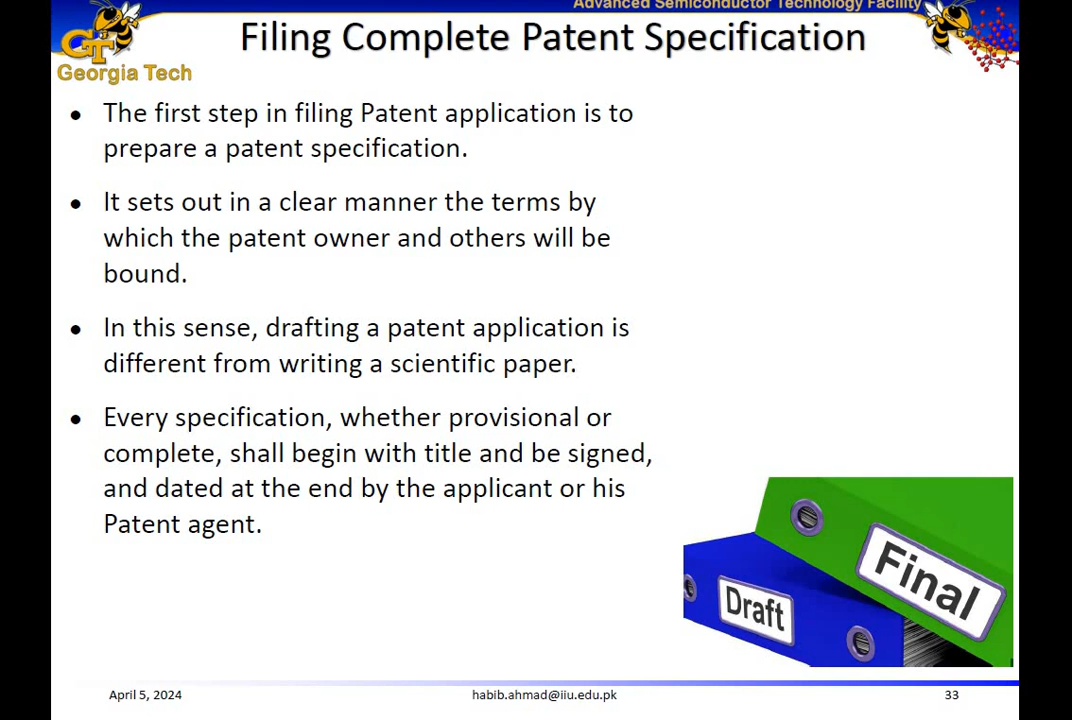 Advanced Semiconductor Technology Facility
Filing Complete Patent Specification
GT
Georgia Tech
• The first step in filing Patent application is to
prepare a patent specification.
• It sets out in a clear manner the terms by
which the patent owner and others will be
bound.
• In this sense, drafting a patent application is
different from writing a scientific paper.
• Every specification, whether provisional or
complete, shall begin with title and be signed,
and dated at the end by the applicant or his
Patent agent.
Final
Draft
April 5, 2024
habib.ahmad@iiu.edu.pk
33